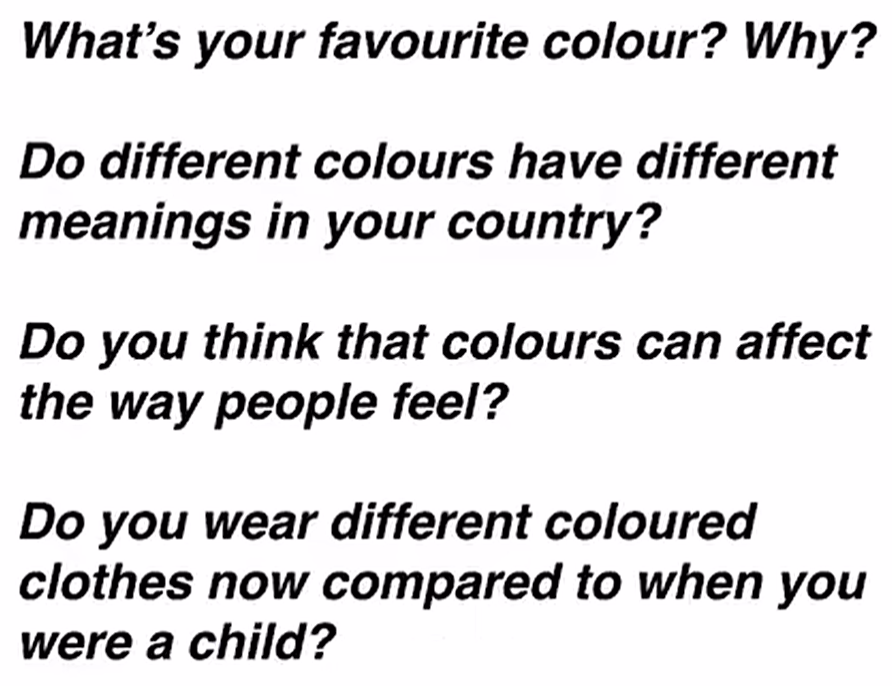 What's your favourite colour? Why?
Do different colours have different
meanings in your country?
Do you think that colours can affect
the way people feel?
Do you wear different coloured
clothes now compared to when you
were a child?